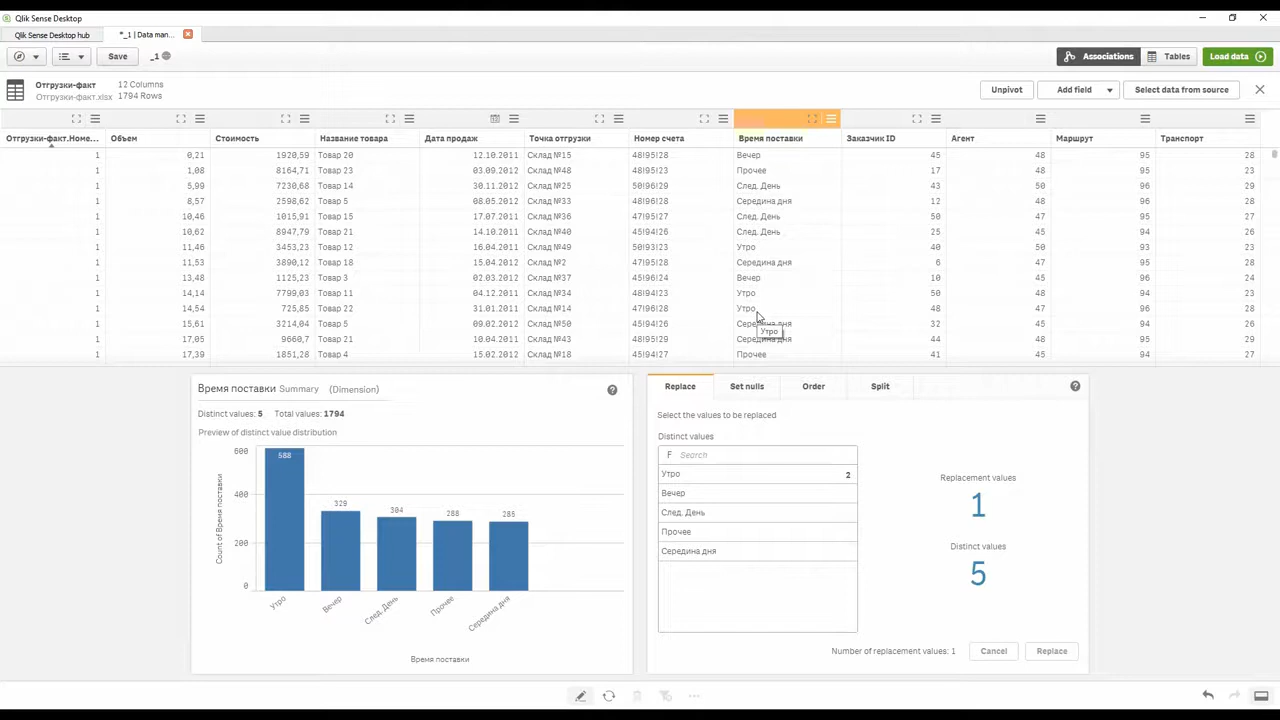 Qlik Sense Desktop
Qlik Sense Desktop hub
*_1 | Data man...
Save
_1
Associations
Tables
Load data
Отгрузки-факт 12 Columns
Отгрузки-факт.xlsx 1794 Rows
Unpivot
Add field
Select data from source
Отгрузки-факт.Номе... Объем Стоимость Название товара Дата продаж Точка отгрузки Номер счета Время поставки Заказчик ID Агент Маршрут Транспорт
1 0,21 1920,59 Товар 20 12.10.2011 Склад №15 48!95!28 Вечер 45 48 95 28
1 1,08 8164,71 Товар 23 03.09.2012 Склад №48 48!95!23 Прочее 17 48 95 23
1 5,99 7230,68 Товар 14 30.11.2012 Склад №25 50!96!29 След. День 43 50 96 29
1 8,57 2598,62 Товар 5 08.05.2012 Склад №33 48!96!28 Середина дня 12 48 96 28
1 10,46 1015,91 Товар 15 17.07.2011 Склад №36 47!95!27 След. День 50 47 95 27
1 10,62 8947,79 Товар 21 14.10.2011 Склад №40 45!94!26 След. День 25 45 94 26
1 11,46 3453,23 Товар 12 16.04.2011 Склад №49 50!93!23 Утро 40 50 93 23
1 11,53 3890,12 Товар 18 15.04.2012 Склад №2 47!95!28 Середина дня 6 47 95 28
1 13,48 1125,23 Товар 3 02.03.2012 Склад №37 45!96!24 Вечер 10 45 96 24
1 14,14 7799,03 Товар 11 04.12.2011 Склад №34 48!94!23 Утро 50 48 94 23
1 14,54 725,85 Товар 22 31.01.2011 Склад №14 47!96!28 Утро 48 47 96 28
1 15,61 3214,04 Товар 5 09.02.2012 Склад №50 45!94!26 Середина дня 32 45 94 26
Утро
1 17,05 9660,7 Товар 21 10.04.2011 Склад №43 48!95!29 Середина дня 44 48 95 29
1 17,39 1851,28 Товар 4 15.02.2012 Склад №18 45!94!27 Прочее 41 45 94 27
Время поставки Summary (Dimension)
Distinct values: 5 Total values: 1794
Preview of distinct value distribution
Count of Время поставки
600
400
200
0
588
329
304
288
285
Утро
Вечер
След. День
Прочее
Середина дня
Время поставки
Replace
Set nulls
Order
Split
Select the values to be replaced
Distinct values
F Search
Утро 2
Вечер
След. День
Прочее
Середина дня
Replacement values
1
Distinct values
5
Number of replacement values: 1
Cancel
Replace